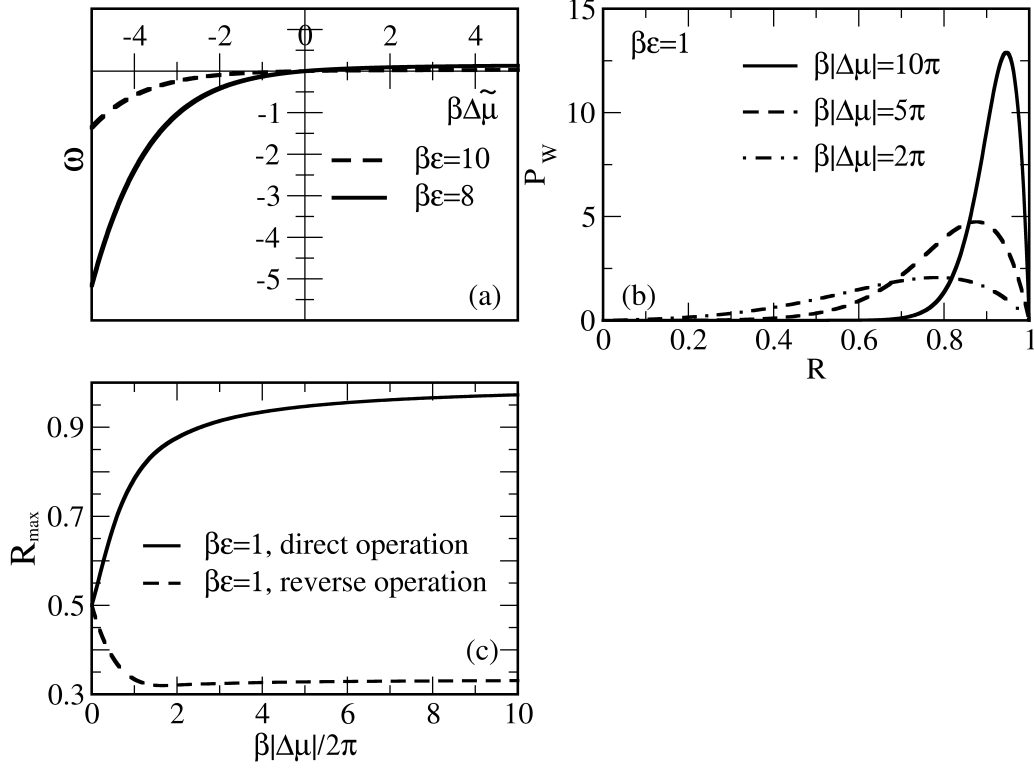 -4 -2 0 2 4
βΔμ̃
-1
-2
-3
-4
-5
ω
βε=10
βε=8
(a)
15
10
5
0
P_W
βε=1
β|Δμ|=10π
β|Δμ|=5π
β|Δμ|=2π
(b)
0 0.2 0.4 0.6 0.8 1
R
0.9
0.7
0.5
0.3
R_max
βε=1, direct operation
βε=1, reverse operation
(c)
0 2 4 6 8 10
β|Δμ|/2π